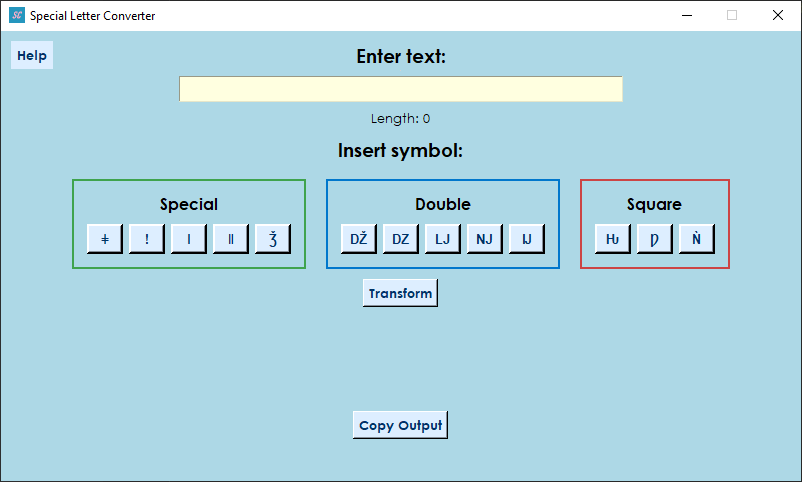 SC Special Letter Converter
Help
Enter text:
Length: 0
Insert symbol:
Special Double Square
ǂ ! ǀ ǁ Ǯ DŽ DZ LJ NJ IJ Ƕ Ƿ Ǹ
Transform
Copy Output